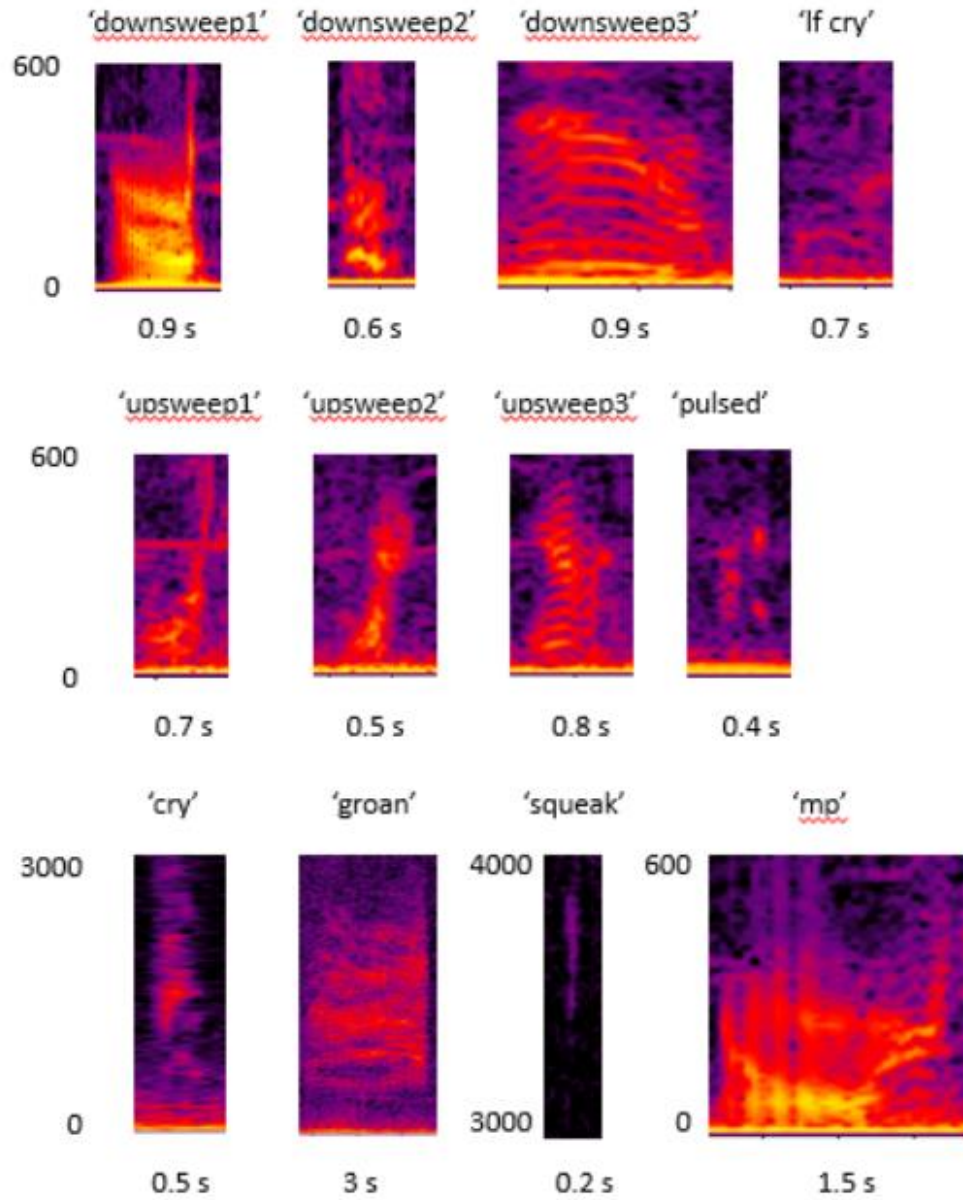 ‘downsweep1’ ‘downsweep2’ ‘downsweep3’ ‘lf cry’
600
0
0.9 s 0.6 s 0.9 s 0.7 s
‘upsweep1’ ‘upsweep2’ ‘upsweep3’ ‘pulsed’
600
0
0.7 s 0.5 s 0.8 s 0.4 s
‘cry’ ‘groan’ ‘squeak’ ‘mp’
3000 4000 600
0 3000 0
0.5 s 3 s 0.2 s 1.5 s